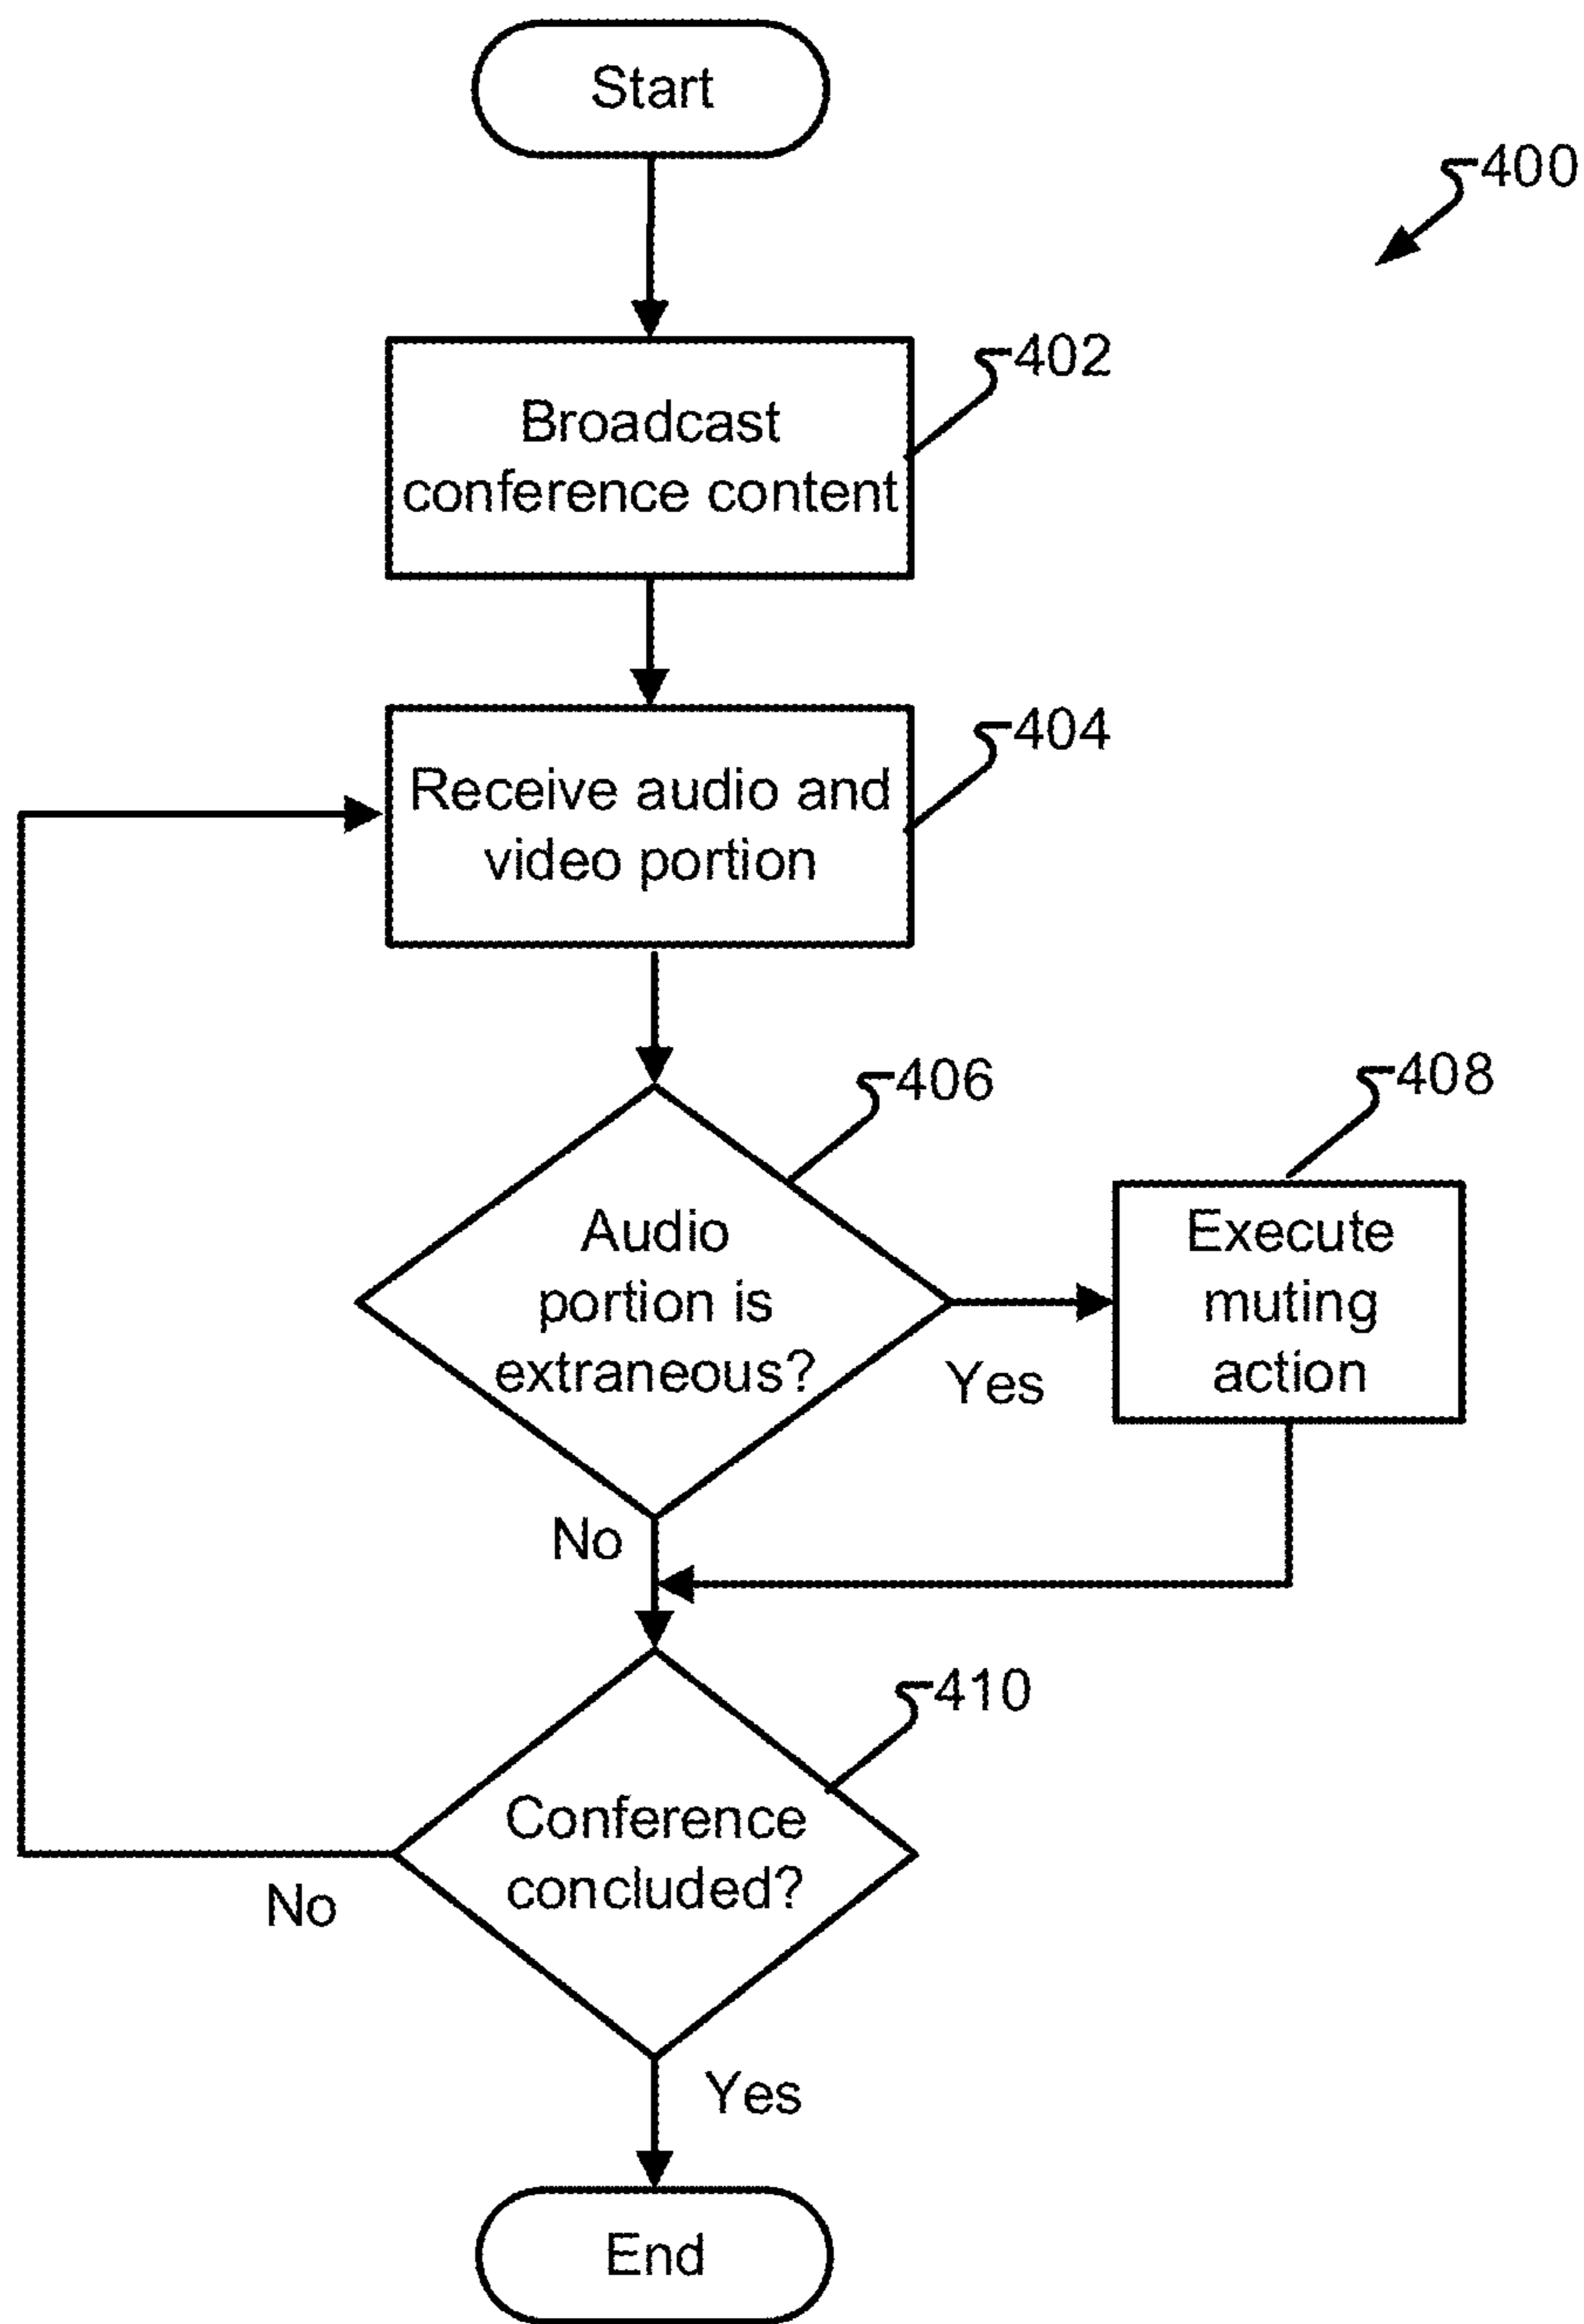 Start
400
402
Broadcast
conference content
404
Receive audio and
video portion
406
408
Audio
portion is
extraneous?
Execute
muting
action
Yes
No
410
Conference
concluded?
No
Yes
End